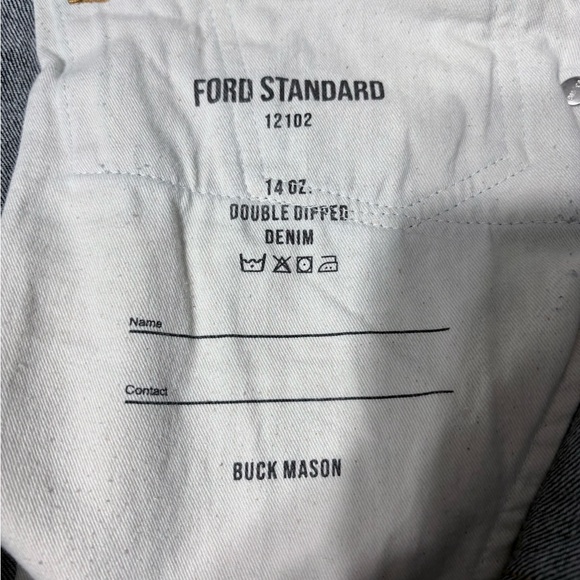 FORD STANDARD
12102
14 OZ.
DOUBLE DIPPED
DENIM
Name
Contact
BUCK MASON